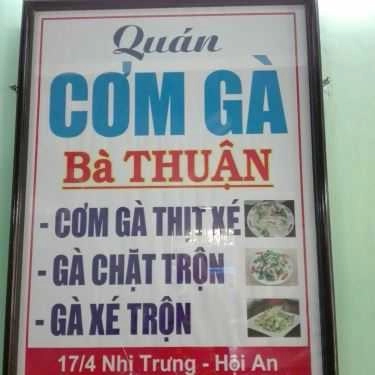 Quán
CƠM GÀ
Bà THUẬN
- CƠM GÀ THỊT XÉ
- GÀ CHẶT TRỘN
- GÀ XÉ TRỘN
17/4 Nhị Trưng - Hội An